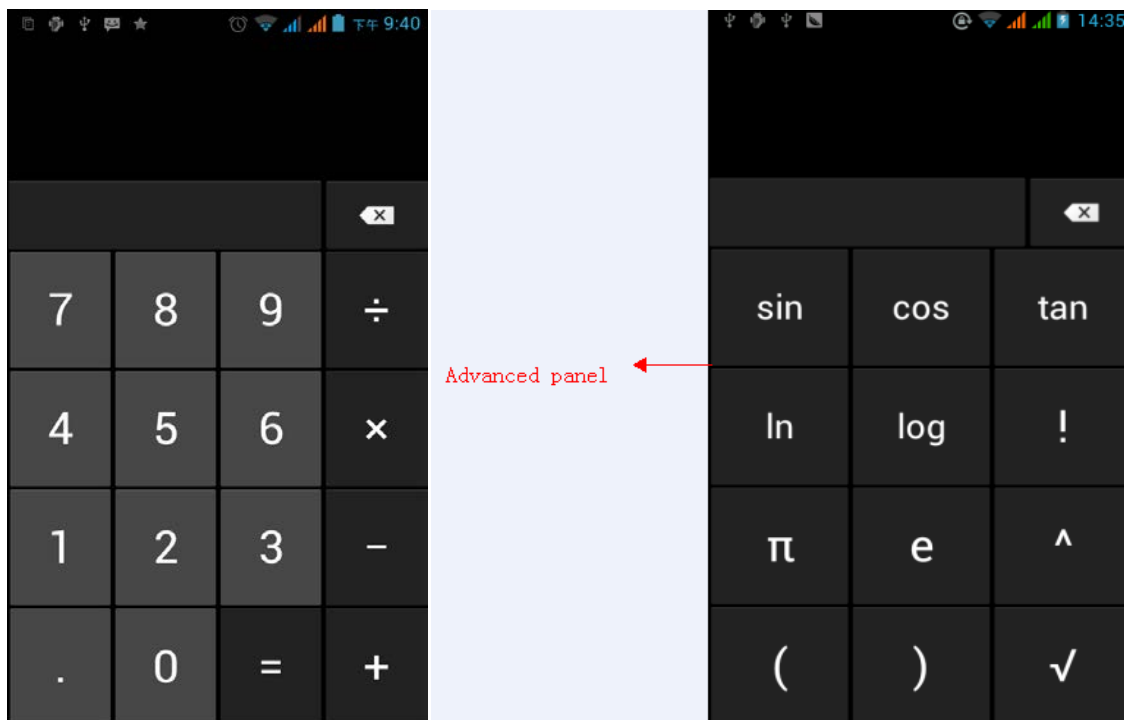 下午 9:40
7 8 9 ÷
4 5 6 ×
1 2 3 −
. 0 = +
Advanced panel
14:35
sin cos tan
ln log !
π e ^
( ) √